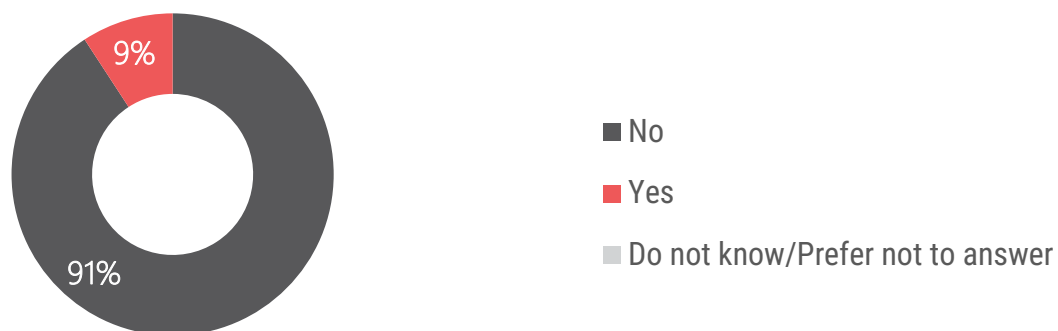 9%
91%
No
Yes
Do not know/Prefer not to answer